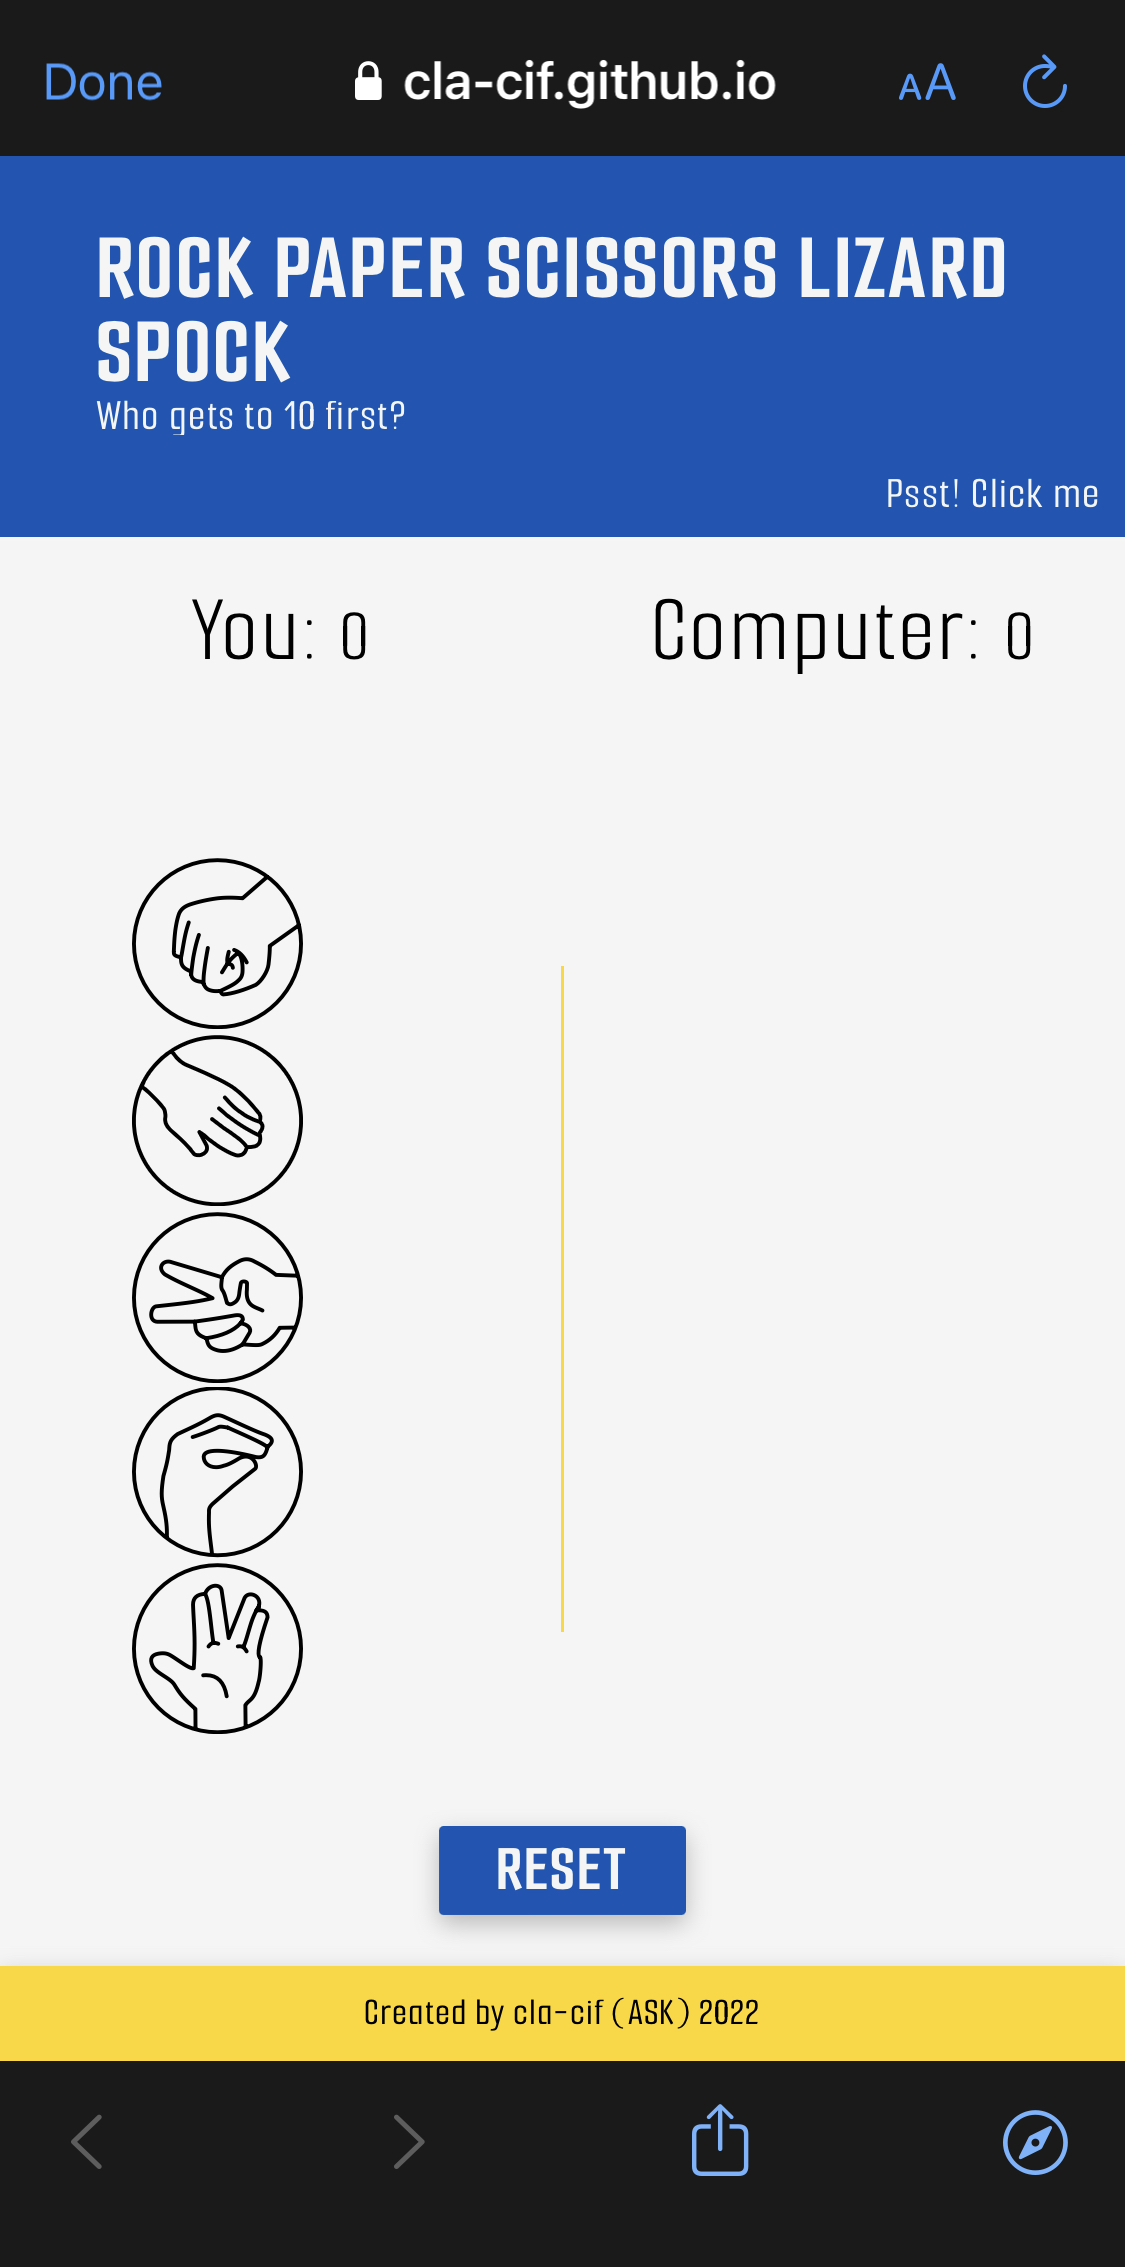 Done
cla-cif.github.io
AA
ROCK PAPER SCISSORS LIZARD
SPOCK
Who gets to 10 first?
Psst! Click me
You: 0
Computer: 0
RESET
Created by cla-cif (ASK) 2022